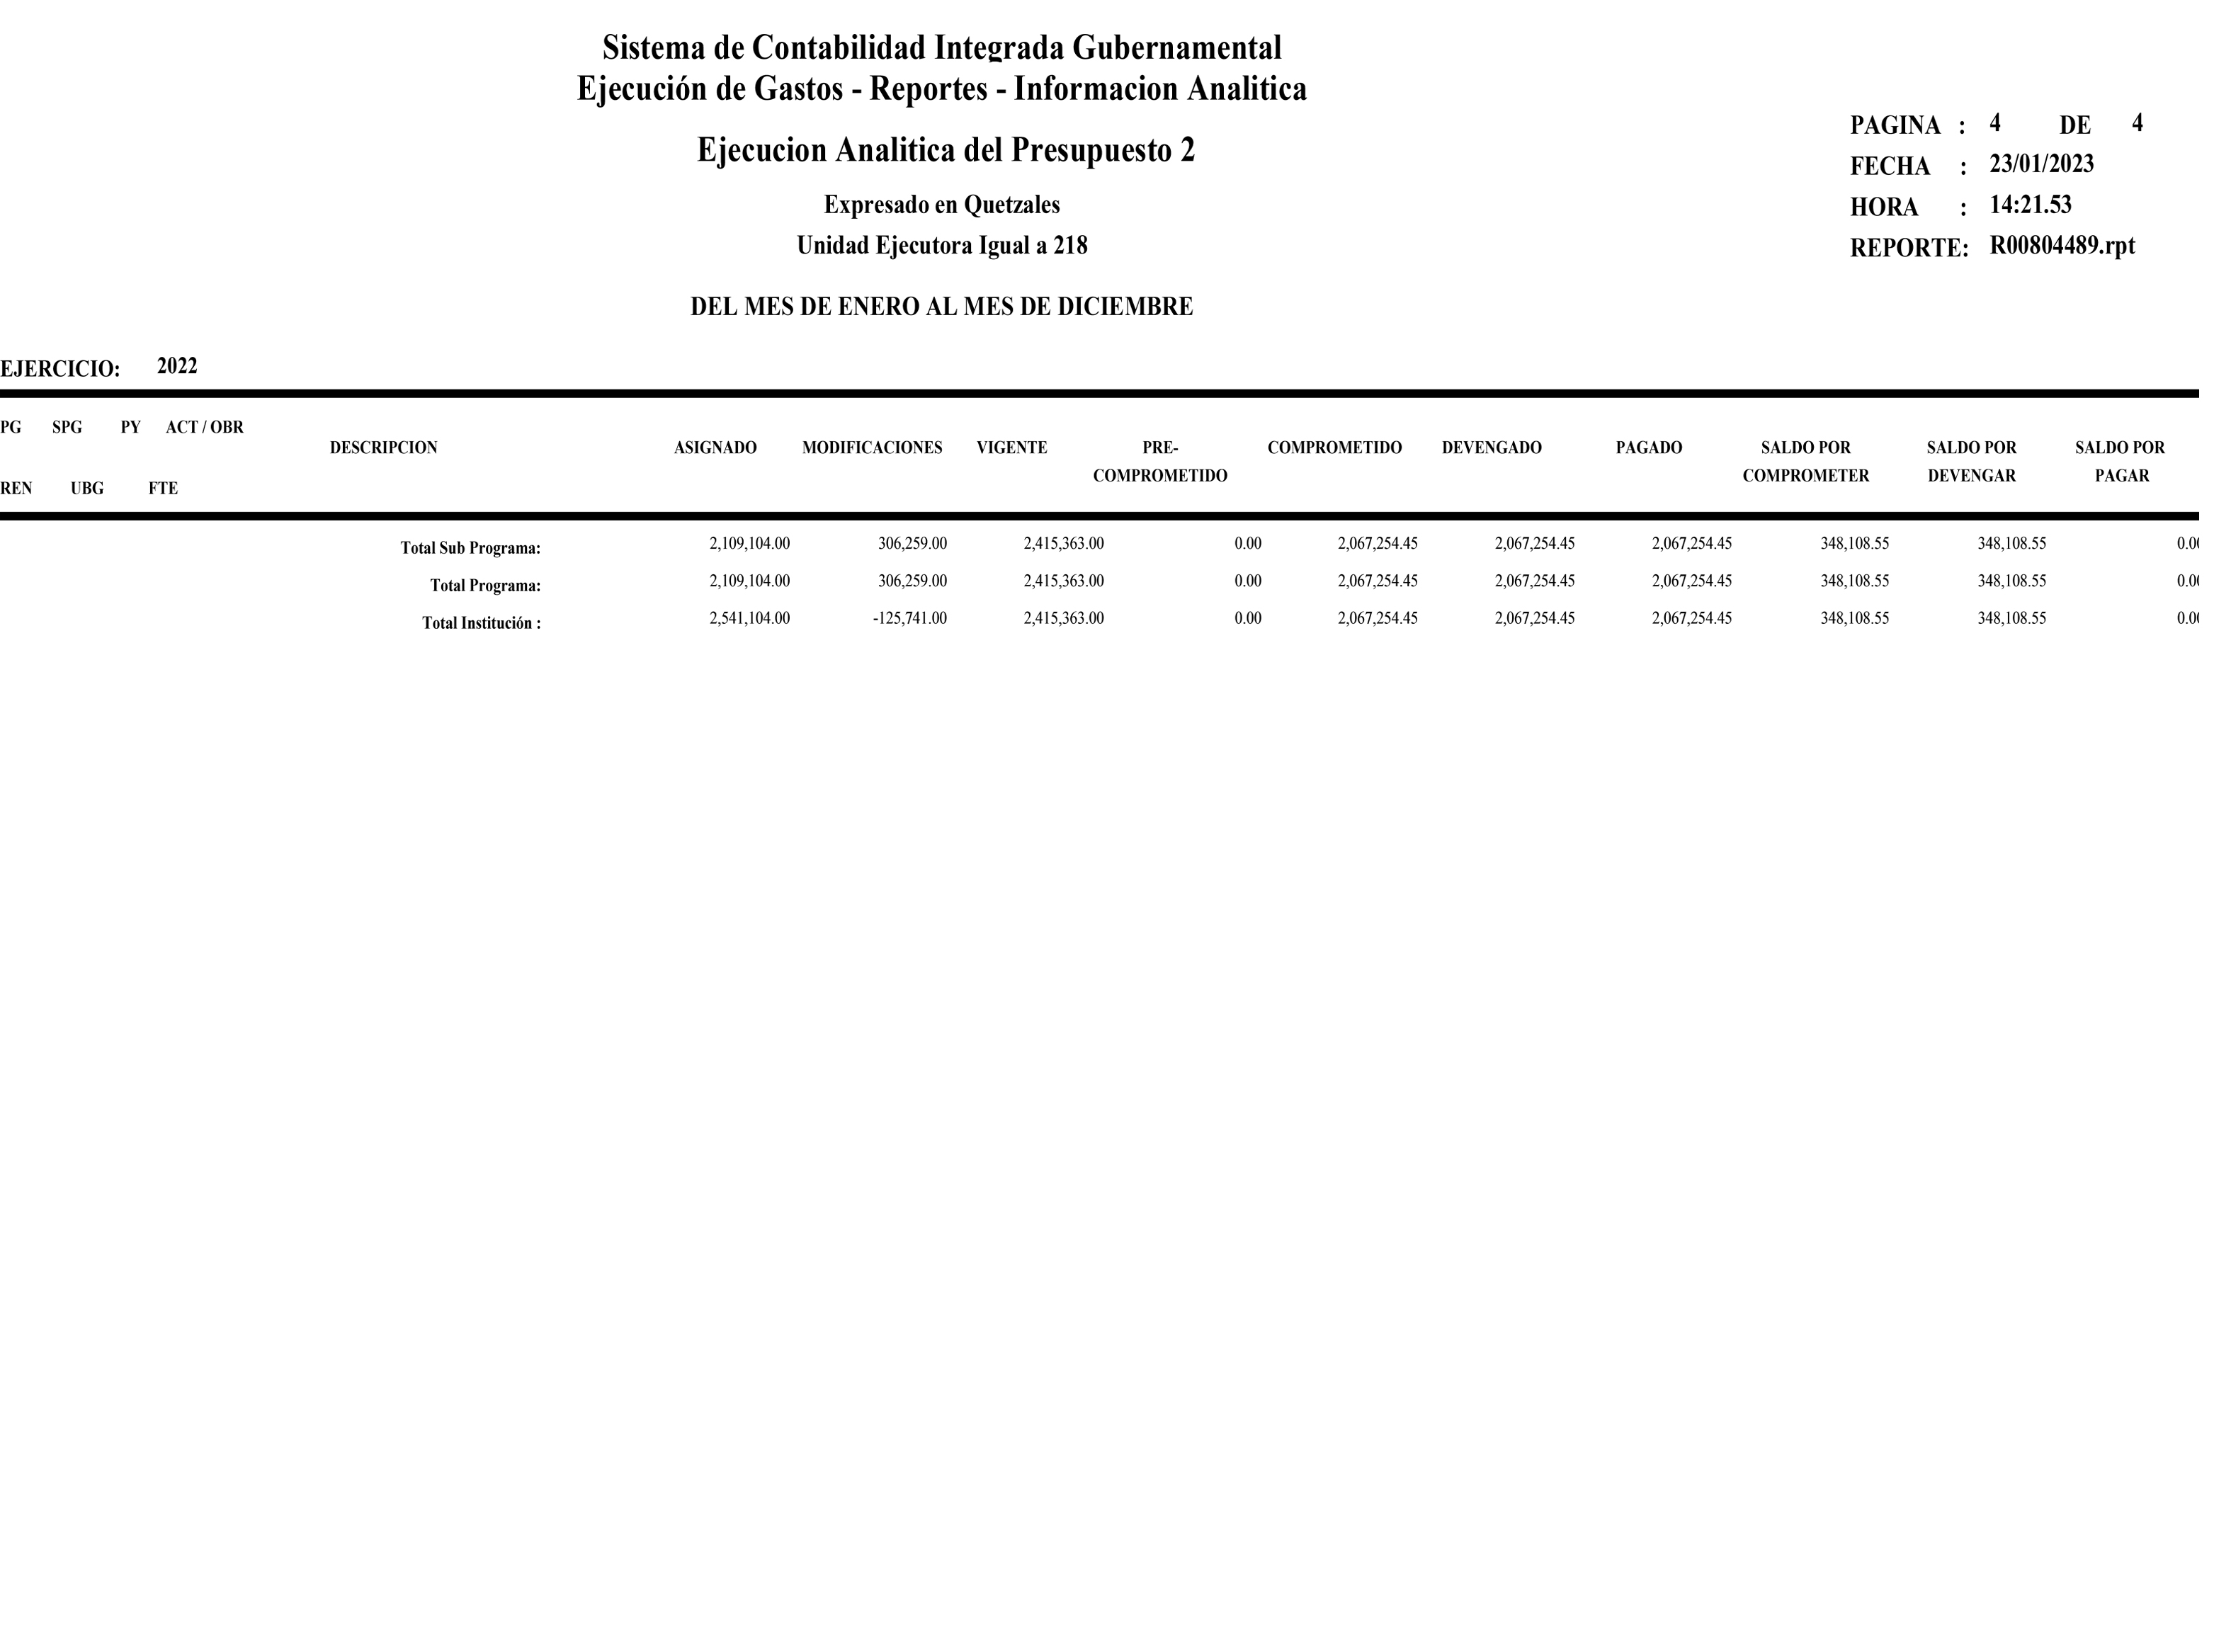 Sistema de Contabilidad Integrada Gubernamental
Ejecución de Gastos - Reportes - Informacion Analitica
Ejecucion Analitica del Presupuesto 2
Expresado en Quetzales
Unidad Ejecutora Igual a 218
DEL MES DE ENERO AL MES DE DICIEMBRE
PAGINA : 4 DE 4
FECHA : 23/01/2023
HORA : 14:21.53
REPORTE: R00804489.rpt
EJERCICIO: 2022
PG SPG PY ACT / OBR
DESCRIPCION ASIGNADO MODIFICACIONES VIGENTE PRE- COMPROMETIDO DEVENGADO PAGADO SALDO POR SALDO POR SALDO POR
COMPROMETIDO COMPROMETER DEVENGAR PAGAR
REN UBG FTE
Total Sub Programa: 2,109,104.00 306,259.00 2,415,363.00 0.00 2,067,254.45 2,067,254.45 2,067,254.45 348,108.55 348,108.55 0.00
Total Programa: 2,109,104.00 306,259.00 2,415,363.00 0.00 2,067,254.45 2,067,254.45 2,067,254.45 348,108.55 348,108.55 0.00
Total Institución : 2,541,104.00 -125,741.00 2,415,363.00 0.00 2,067,254.45 2,067,254.45 2,067,254.45 348,108.55 348,108.55 0.00